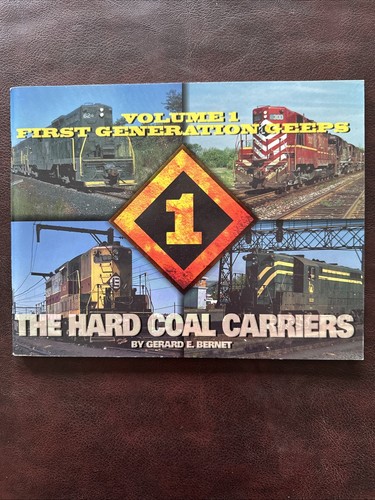 VOLUME 1
FIRST GENERATION GEEPS
1
THE HARD COAL CARRIERS
BY GERARD E. BERNET